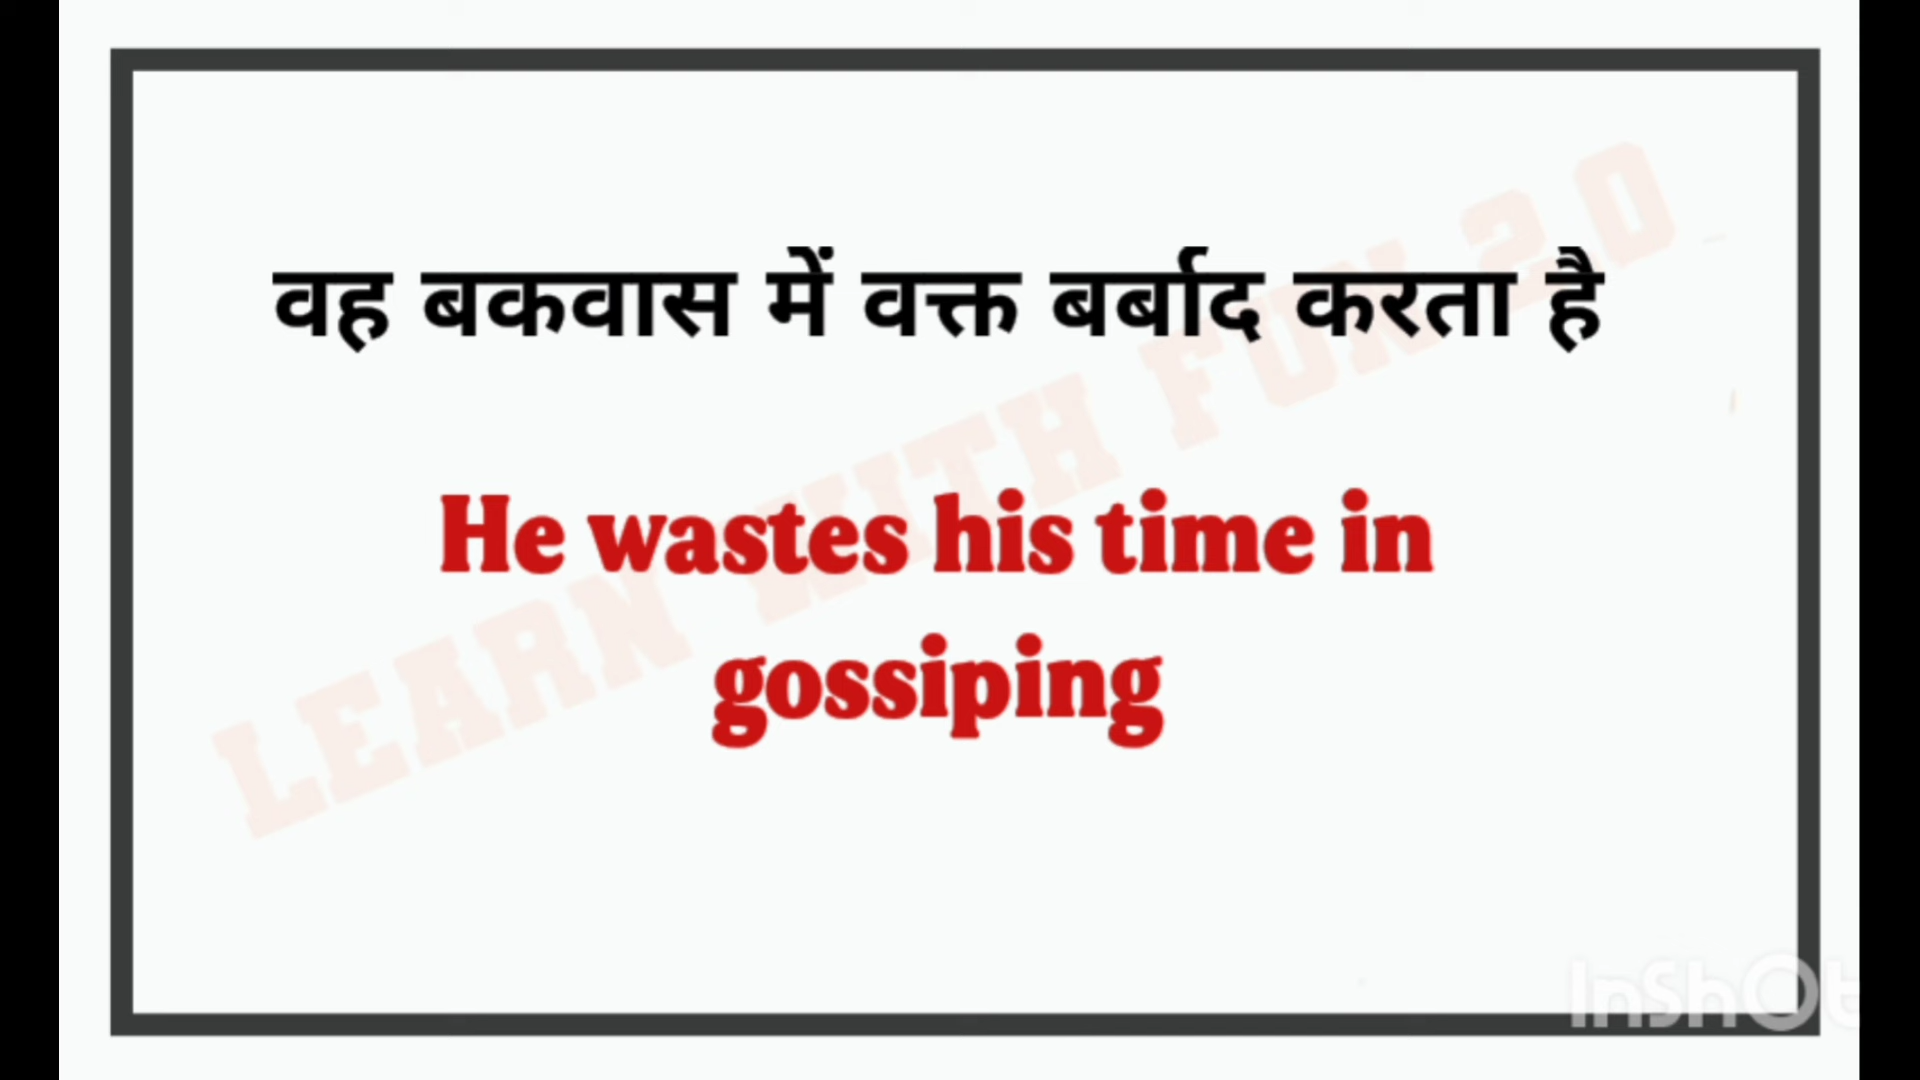 वह बकवास में वक्त बर्बाद करता है
He wastes his time in
gossiping
LEARN WITH FUN 2.0
InShOt